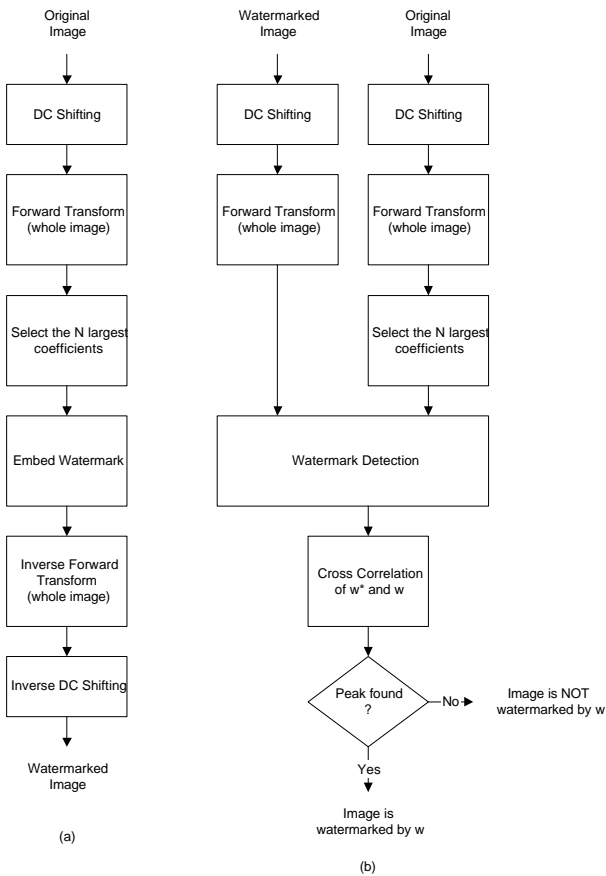 Original
Image
DC Shifting
Forward Transform
(whole image)
Select the N largest
coefficients
Embed Watermark
Inverse Forward
Transform
(whole image)
Inverse DC Shifting
Watermarked
Image
(a)
Watermarked
Image
Original
Image
DC Shifting
DC Shifting
Forward Transform
(whole image)
Forward Transform
(whole image)
Select the N largest
coefficients
Watermark Detection
Cross Correlation
of w* and w
Peak found
?
No
Image is NOT
watermarked by w
Yes
Image is
watermarked by w
(b)